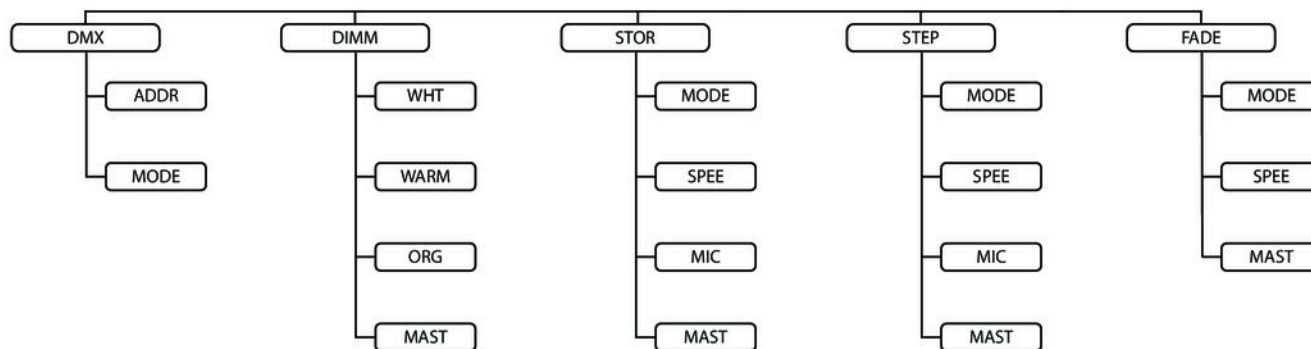 DMX DIMM STOR STEP FADE
ADDR WHT MODE MODE MODE
MODE WARM SPEE SPEE SPEE
ORG MIC MIC MAST
MAST MAST MAST